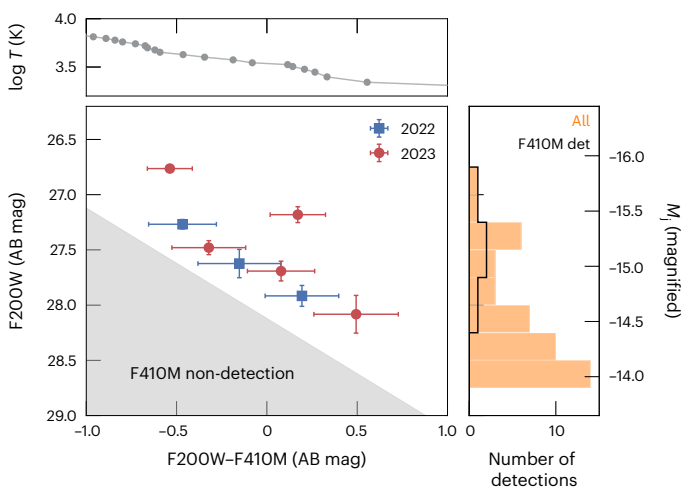 4.0
3.5
log T (K)
26.5
27.0
27.5
28.0
28.5
29.0
F200W (AB mag)
2022
2023
F410M non-detection
–1.0
–0.5
0
0.5
1.0
F200W–F410M (AB mag)
All
F410M det
–16.0
–15.5
–15.0
–14.5
–14.0
Mj (magnified)
0
10
Number of
detections